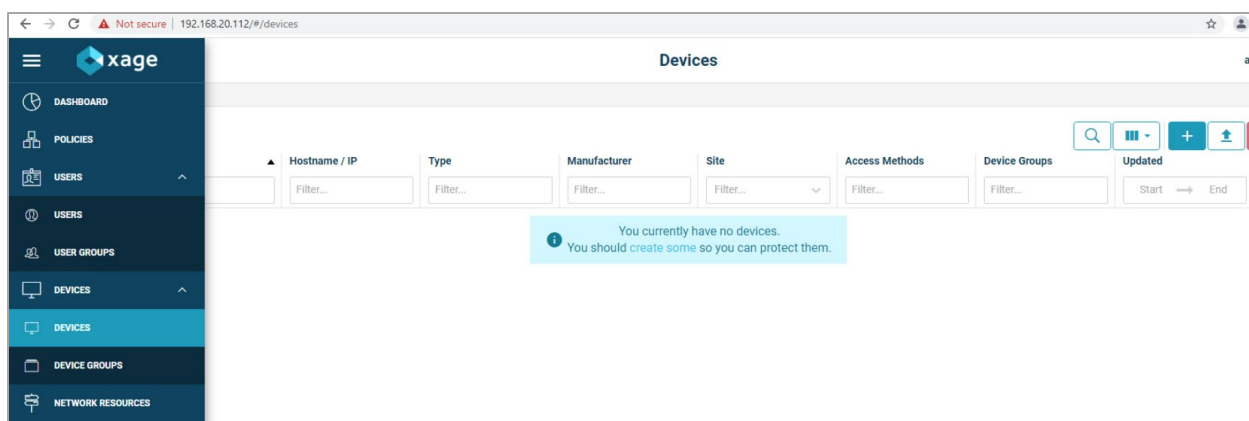 Not secure | 192.168.20.112/#/devices
xage
Devices
DASHBOARD
POLICIES
USERS
USERS
USER GROUPS
DEVICES
DEVICES
DEVICE GROUPS
NETWORK RESOURCES
Hostname / IP
Type
Manufacturer
Site
Access Methods
Device Groups
Updated
Filter...
Filter...
Filter...
Filter...
Filter...
Filter...
Start
End
You currently have no devices.
You should create some so you can protect them.